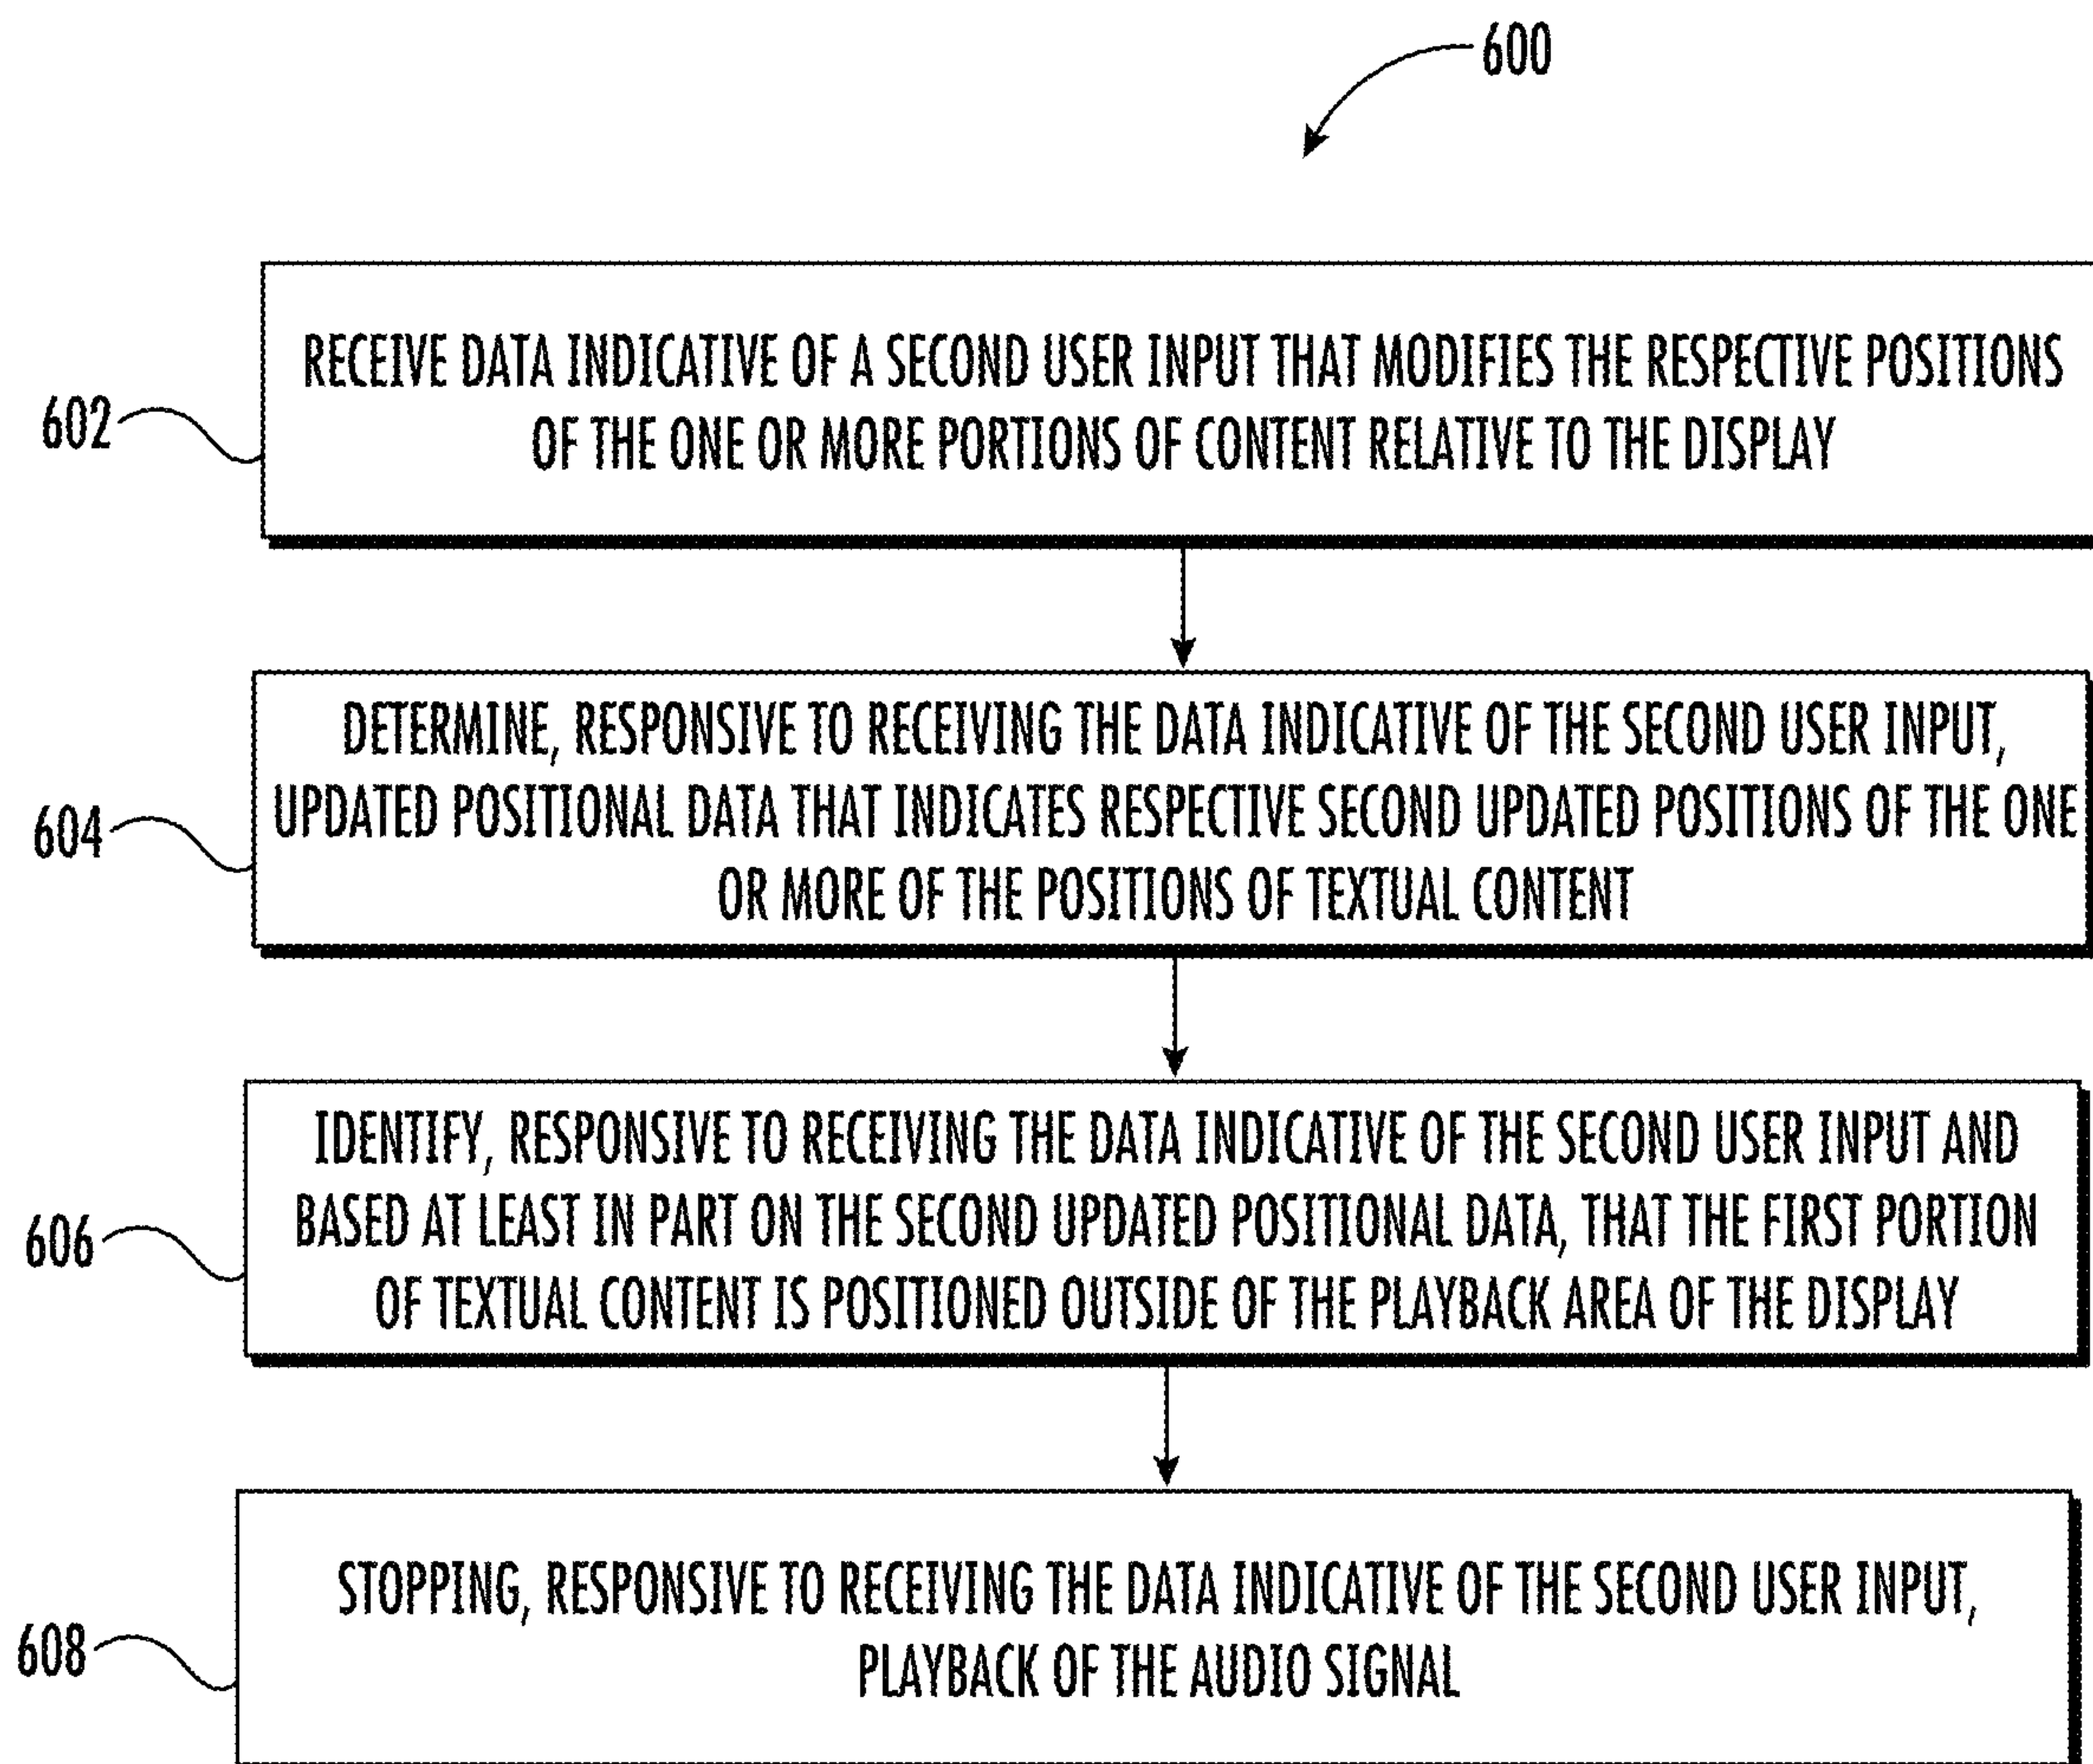 600
602
RECEIVE DATA INDICATIVE OF A SECOND USER INPUT THAT MODIFIES THE RESPECTIVE POSITIONS
OF THE ONE OR MORE PORTIONS OF CONTENT RELATIVE TO THE DISPLAY
604
DETERMINE, RESPONSIVE TO RECEIVING THE DATA INDICATIVE OF THE SECOND USER INPUT,
UPDATED POSITIONAL DATA THAT INDICATES RESPECTIVE SECOND UPDATED POSITIONS OF THE ONE
OR MORE OF THE POSITIONS OF TEXTUAL CONTENT
606
IDENTIFY, RESPONSIVE TO RECEIVING THE DATA INDICATIVE OF THE SECOND USER INPUT AND
BASED AT LEAST IN PART ON THE SECOND UPDATED POSITIONAL DATA, THAT THE FIRST PORTION
OF TEXTUAL CONTENT IS POSITIONED OUTSIDE OF THE PLAYBACK AREA OF THE DISPLAY
608
STOPPING, RESPONSIVE TO RECEIVING THE DATA INDICATIVE OF THE SECOND USER INPUT,
PLAYBACK OF THE AUDIO SIGNAL